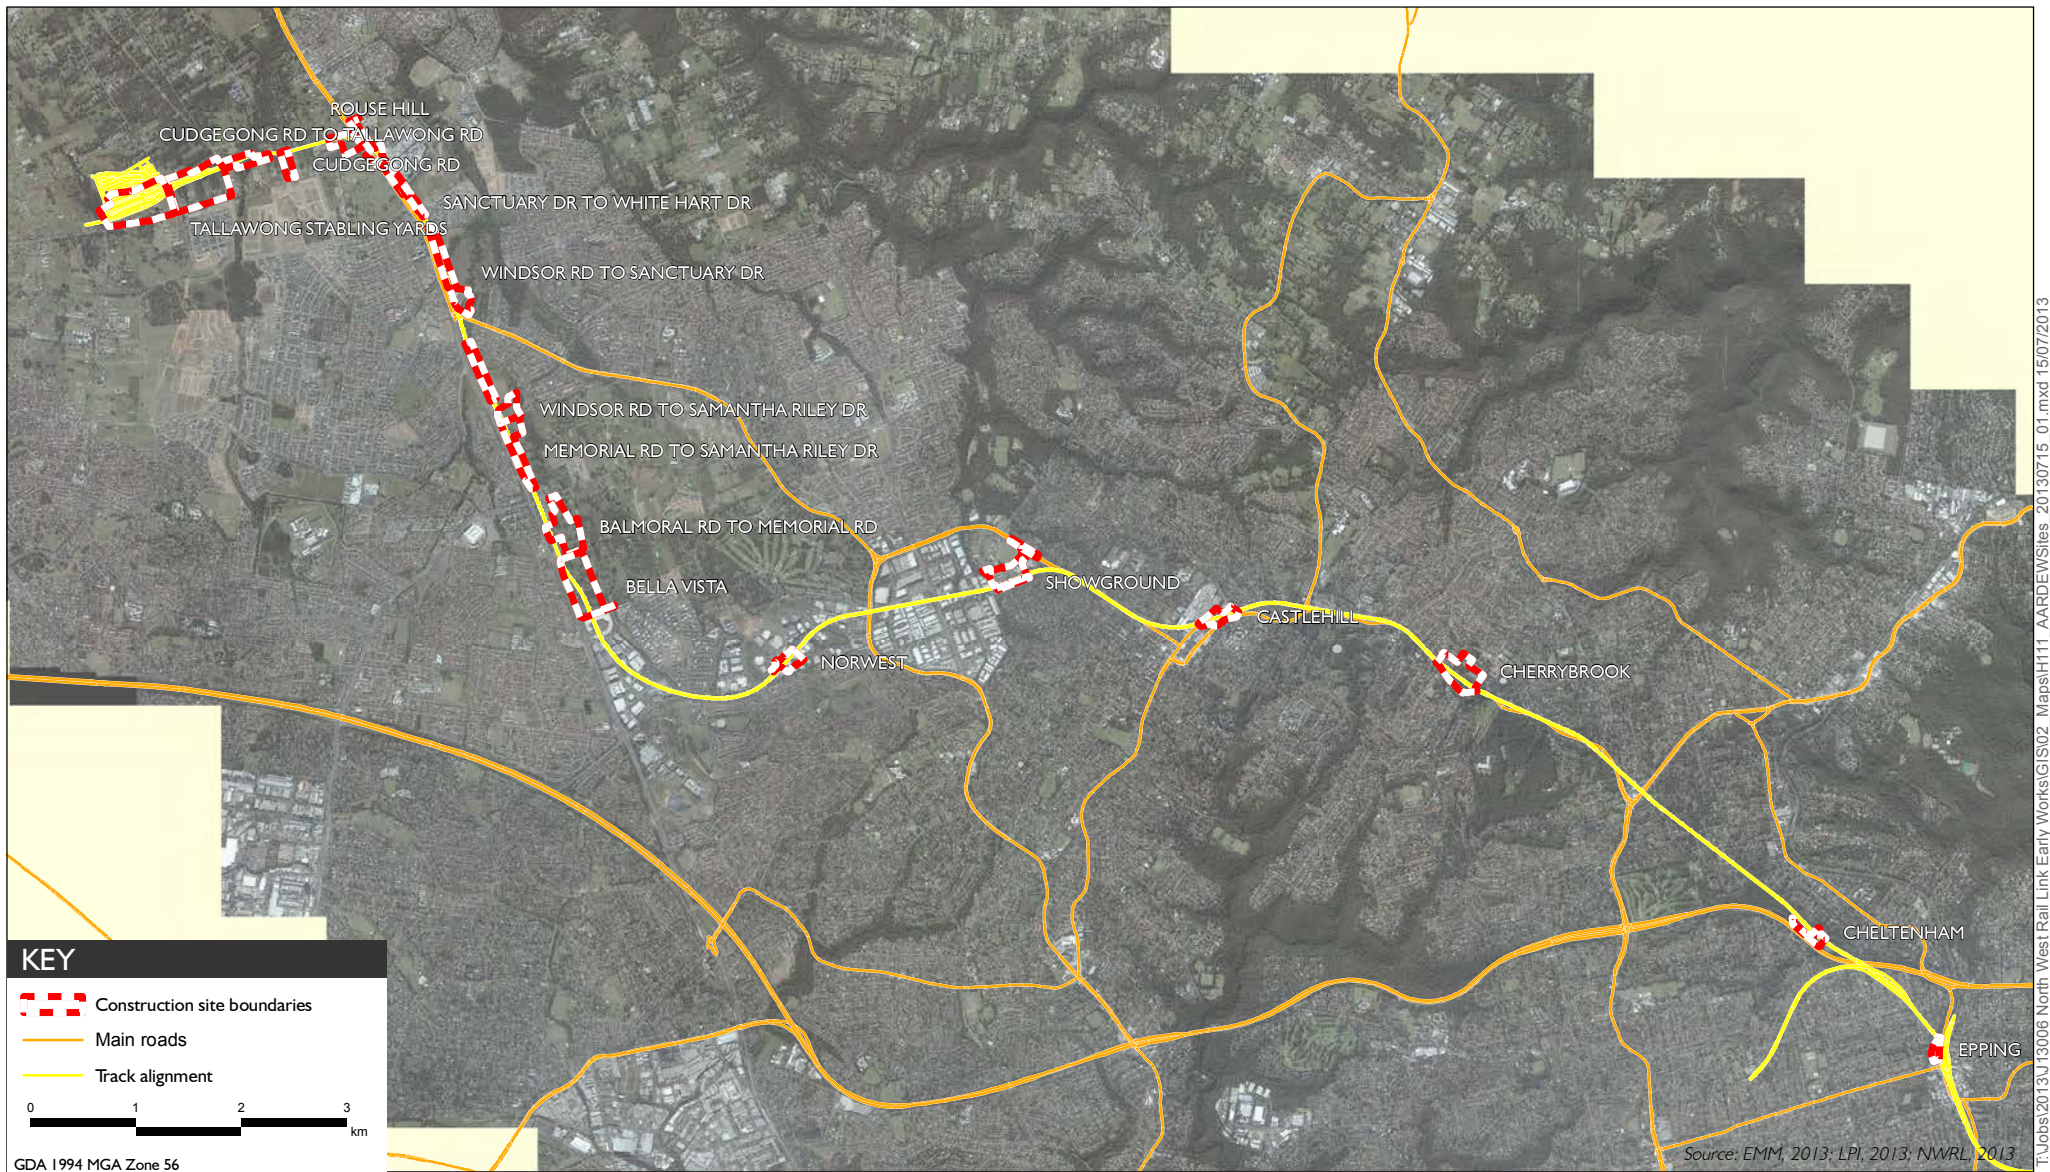 ROUSE HILL
CUDGEGONG RD TO TALLAWONG RD
CUDGEGONG RD
SANCTUARY DR TO WHITE HART DR
TALLAWONG STABLING YARDS
WINDSOR RD TO SANCTUARY DR
WINDSOR RD TO SAMANTHA RILEY DR
MEMORIAL RD TO SAMANTHA RILEY DR
BALMORAL RD TO MEMORIAL RD
BELLA VISTA
SHOWGROUND
CASTLEHILL
NORWEST
CHERRYBROOK
CHELTENHAM
EPPING
KEY
Construction site boundaries
Main roads
Track alignment
0 1 2 3
km
GDA 1994 MGA Zone 56
Source: EMM, 2013; LPI, 2013; NWRL, 2013
T:\Jobs\2013\J13006 North West Rail Link Early Works\GIS\02_Maps\H111_AARDEWSites_20130715_01.mxd 15/07/2013